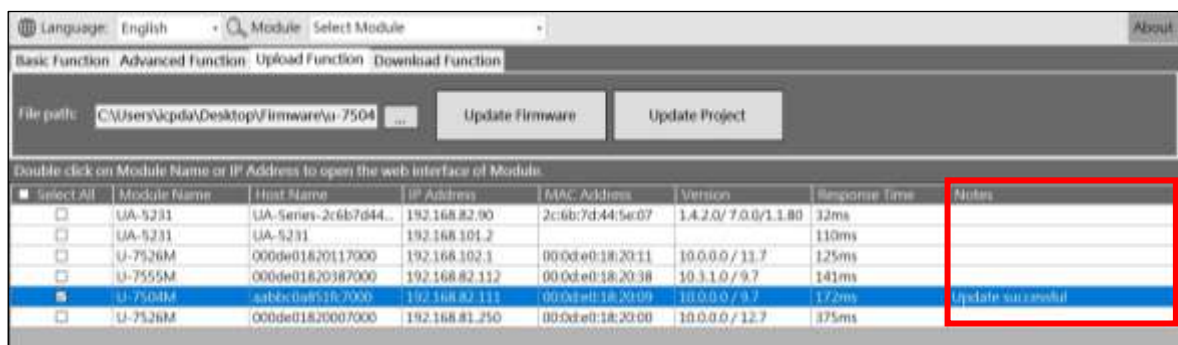 Language: English Module Select Module About
Basic Function Advanced Function Upload Function Download Function
File path: C:\Users\icpda\Desktop\Firmware\u-7504 ... Update Firmware Update Project
Double click on Module Name or IP Address to open the web interface of Module.
Select All Module Name Host Name IP Address MAC Address Version Response Time Notes
UA-5231 UA-Series-2c6b7d44... 192.168.82.90 2c:6b:7d:44:5e:07 1.4.2.0/ 7.0.0/1.1.80 32ms
UA-5231 UA-5231 192.168.101.2 110ms
U-7526M 000de01820117000 192.168.102.1 00:0d:e0:18:20:11 10.0.0.0 / 11.7 125ms
U-7555M 000de01820387000 192.168.82.112 00:0d:e0:18:20:38 10.3.1.0 / 9.7 141ms
U-7504M 192.168.82.111 00:0d:e0:18:20:09 10.0.0.0 / 9.7 172ms Update successful
U-7526M 000de01820007000 192.168.81.250 00:0d:e0:18:20:00 10.0.0.0 / 12.7 375ms